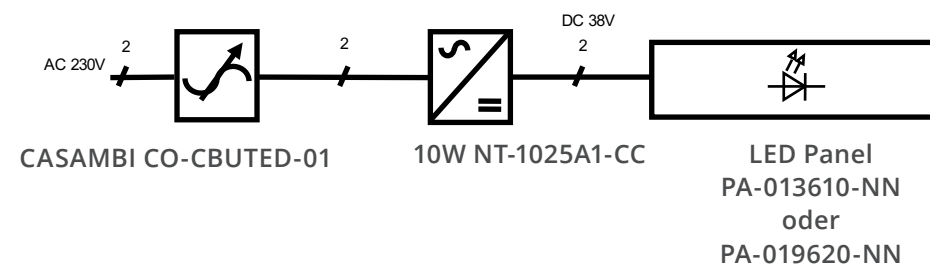 DC 38V
2
2
2
AC 230V
CASAMBI CO-CBUTED-01
10W NT-1025A1-CC
LED Panel
PA-013610-NN
oder
PA-019620-NN